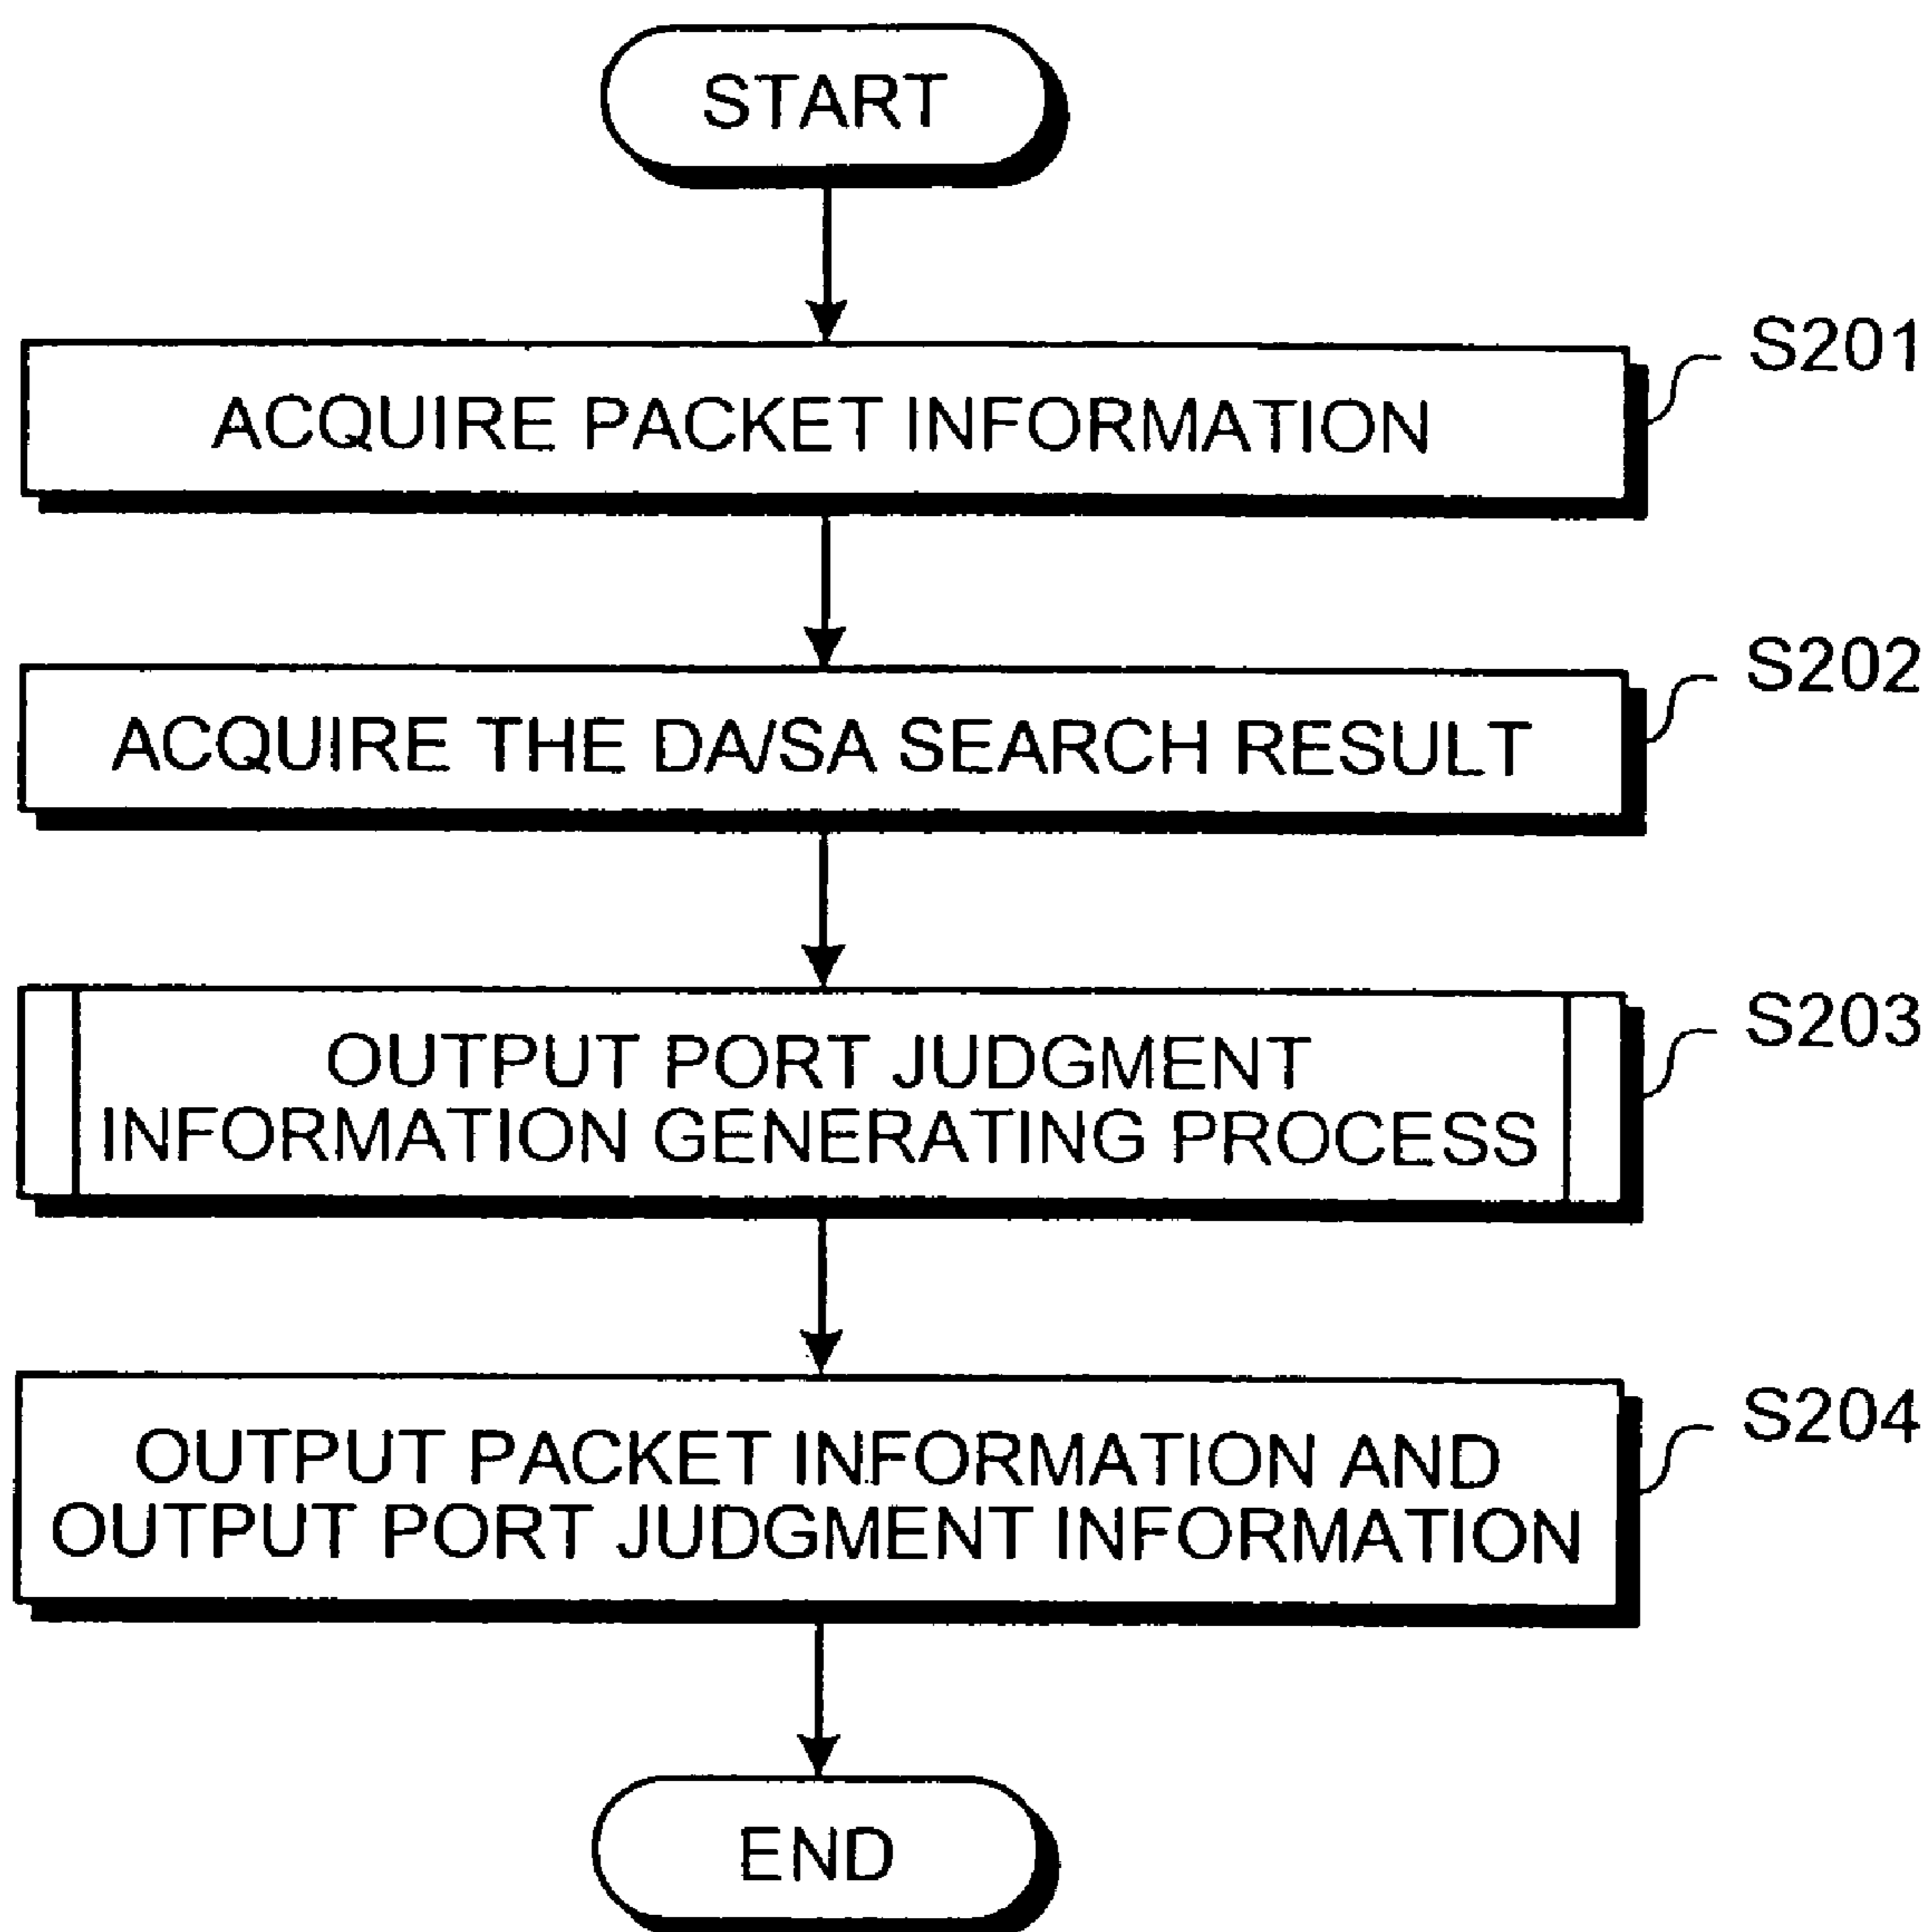 START
S201
ACQUIRE PACKET INFORMATION
S202
ACQUIRE THE DA/SA SEARCH RESULT
S203
OUTPUT PORT JUDGMENT
INFORMATION GENERATING PROCESS
S204
OUTPUT PACKET INFORMATION AND
OUTPUT PORT JUDGMENT INFORMATION
END